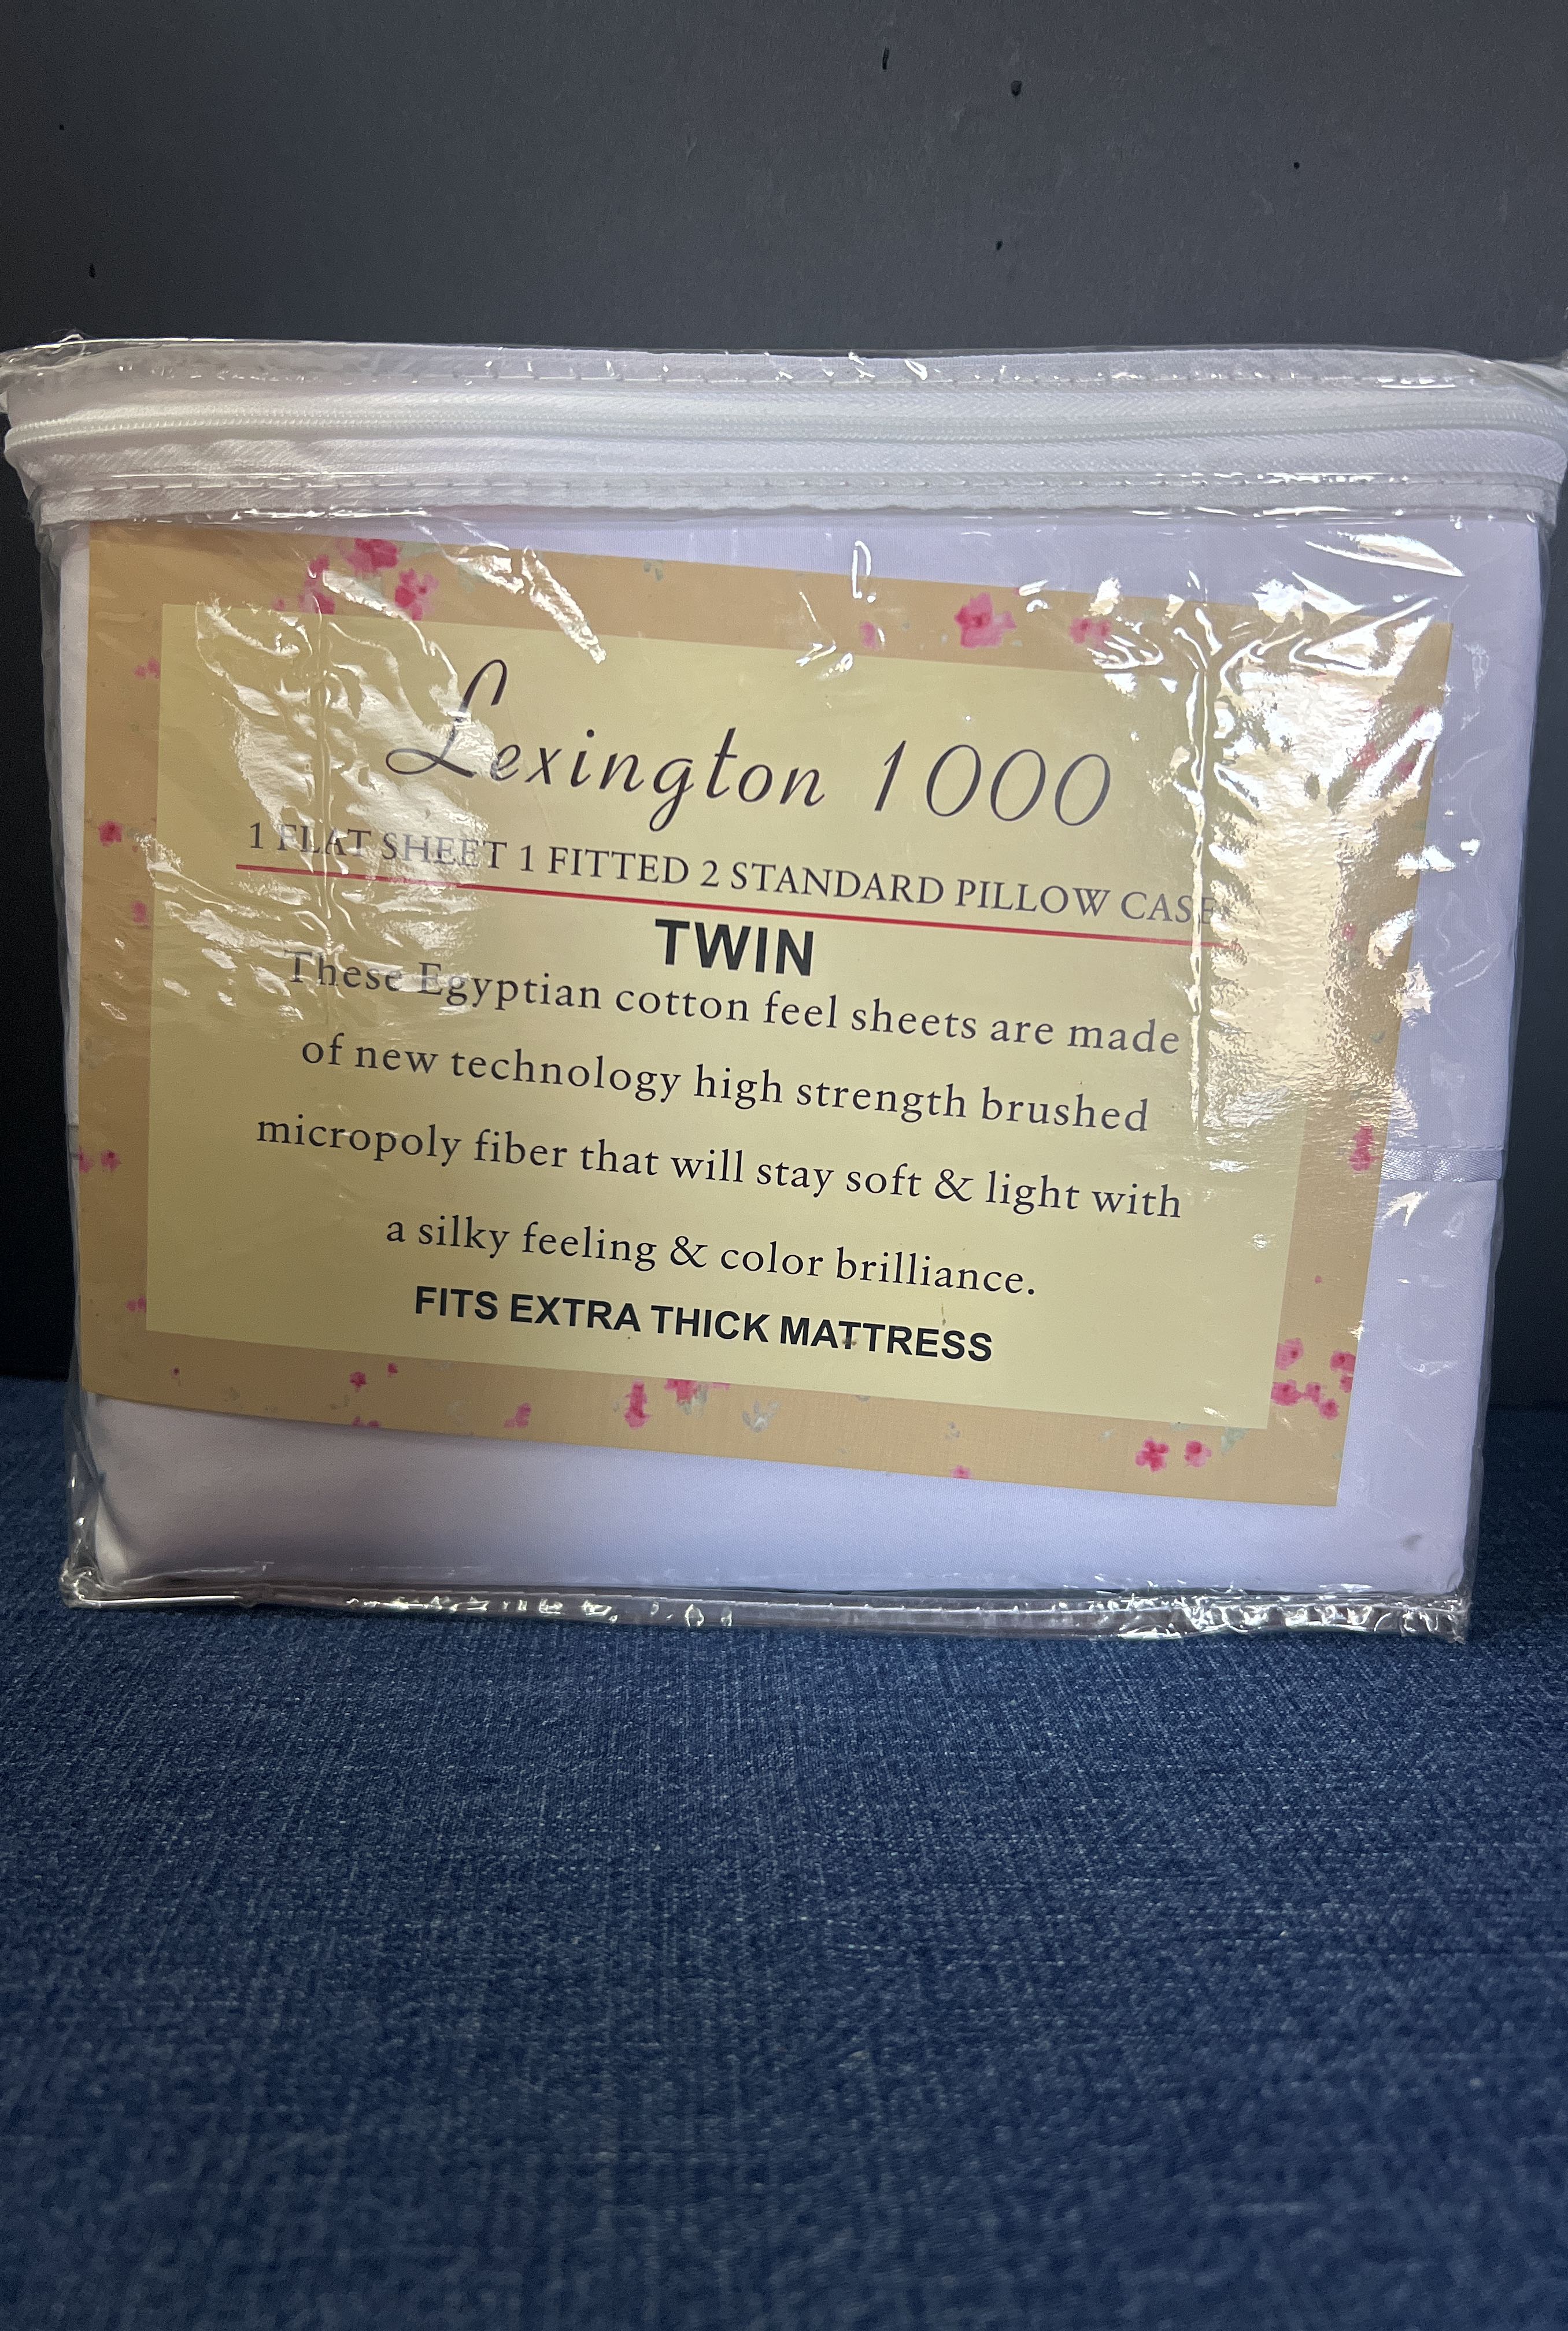 Lexington 1000
1 FLAT SHEET 1 FITTED 2 STANDARD PILLOW CASE
TWIN
These Egyptian cotton feel sheets are made
of new technology high strength brushed
micropoly fiber that will stay soft & light with
a silky feeling & color brilliance.
FITS EXTRA THICK MATTRESS